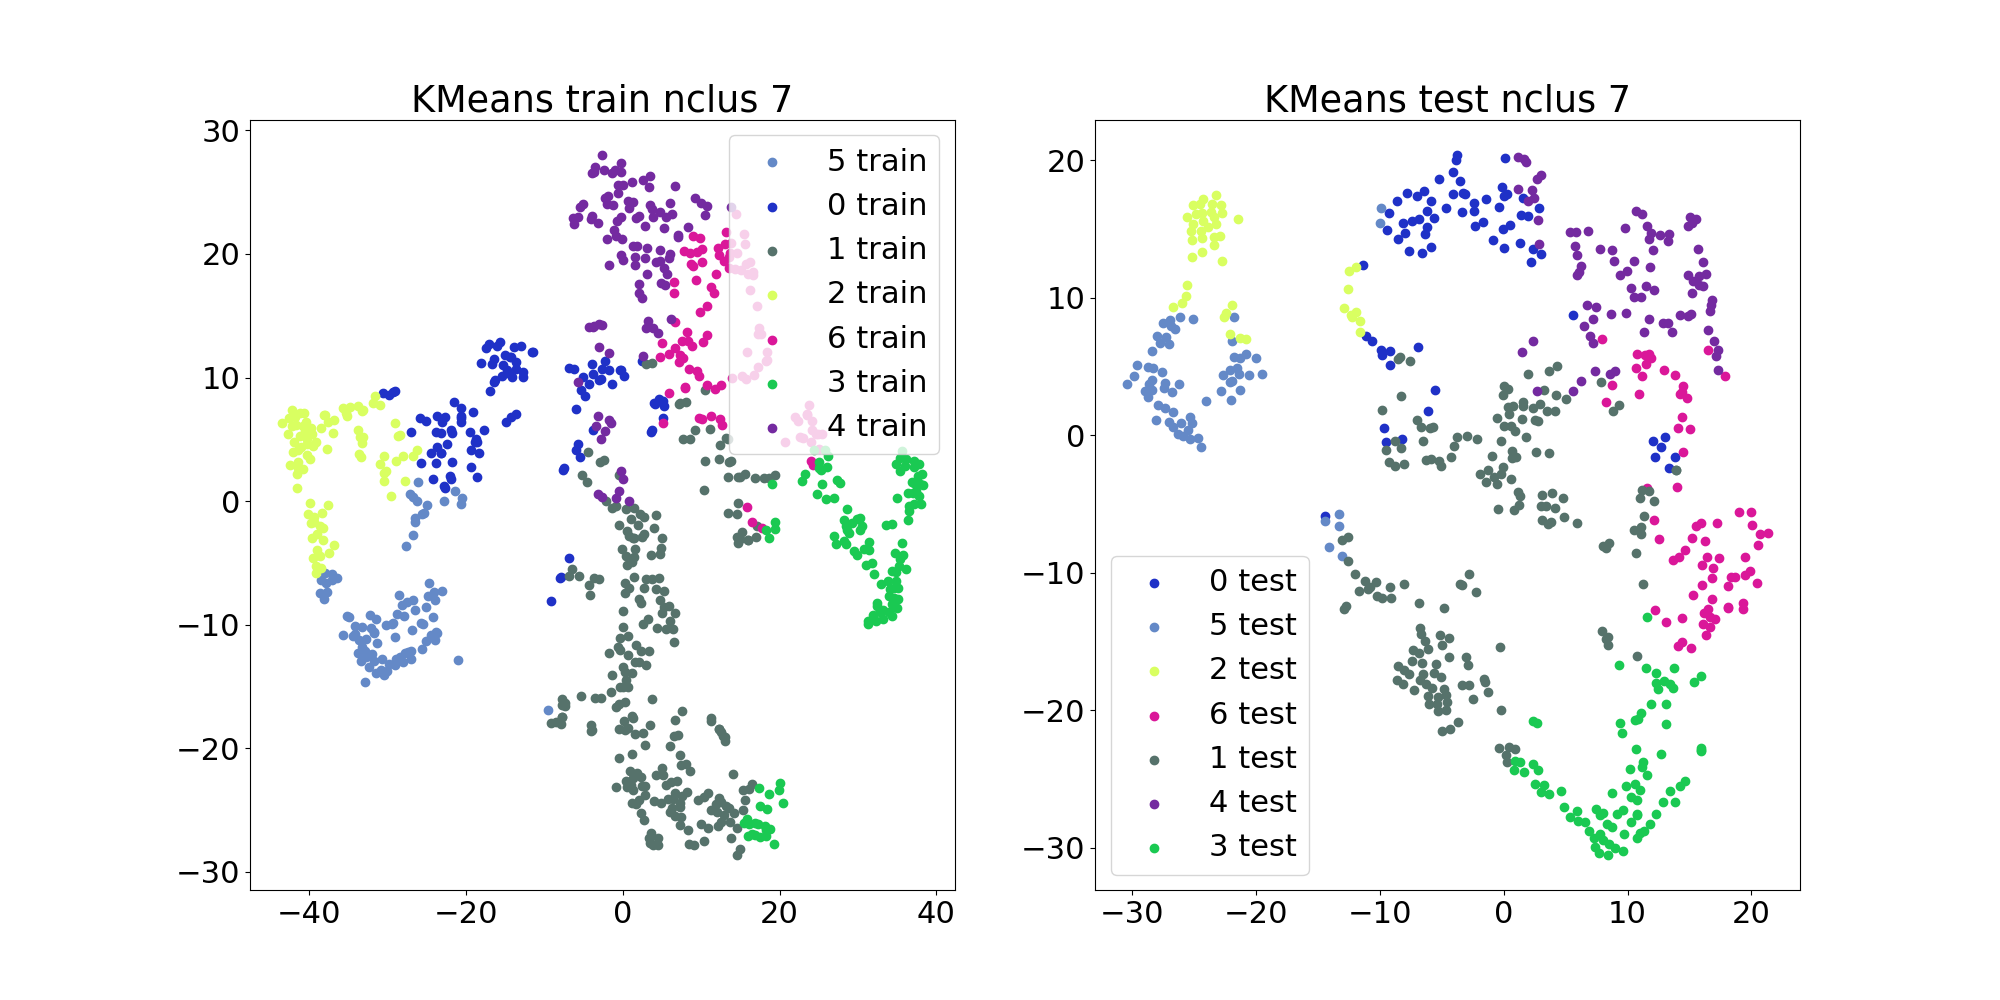 KMeans train nclus 7
30
20
10
0
−10
−20
−30
−40
−20
0
20
40
5 train
0 train
1 train
2 train
6 train
3 train
4 train
KMeans test nclus 7
20
10
0
−10
−20
−30
−30
−20
−10
0
10
20
0 test
5 test
2 test
6 test
1 test
4 test
3 test